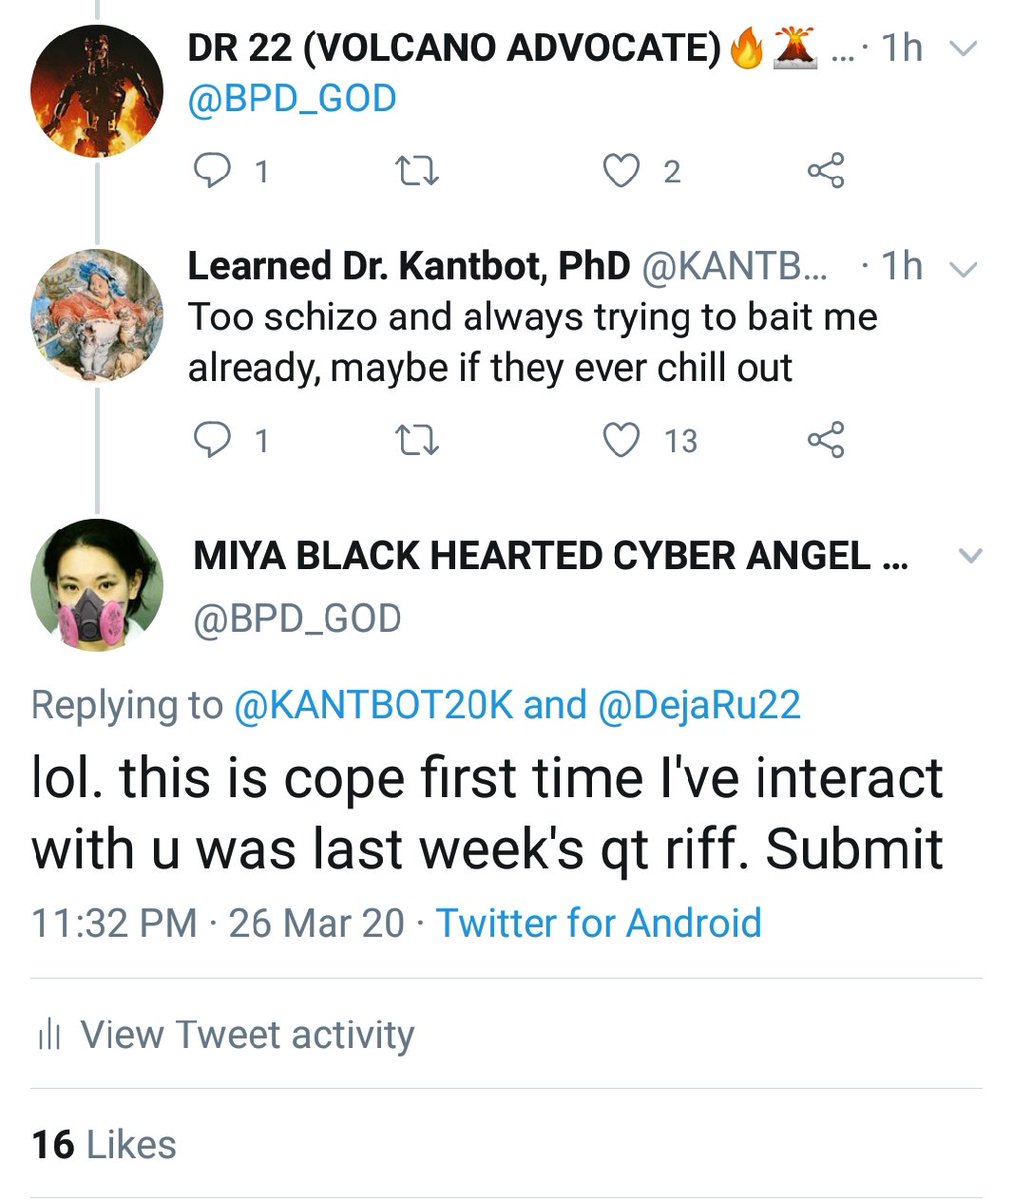 DR 22 (VOLCANO ADVOCATE)🔥🌋 ... · 1h
@BPD_GOD
1 2
Learned Dr. Kantbot, PhD @KANTB... · 1h
Too schizo and always trying to bait me
already, maybe if they ever chill out
1 13
MIYA BLACK HEARTED CYBER ANGEL ...
@BPD_GOD
Replying to @KANTBOT20K and @DejaRu22
lol. this is cope first time I've interact
with u was last week's qt riff. Submit
11:32 PM · 26 Mar 20 · Twitter for Android
View Tweet activity
16 Likes